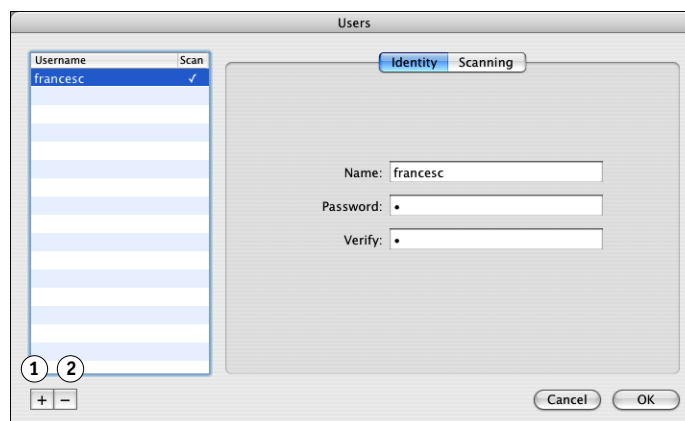 Users
Username Scan
francesc ✓
Identity Scanning
Name: francesc
Password: •
Verify: •
1 2
+ −
Cancel OK